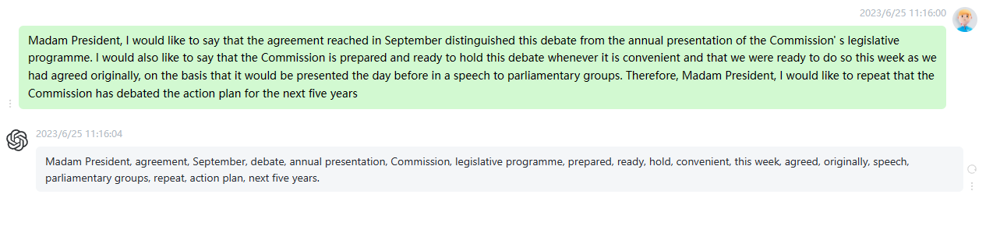 2023/6/25 11:16:00
Madam President, I would like to say that the agreement reached in September distinguished this debate from the annual presentation of the Commission' s legislative
programme. I would also like to say that the Commission is prepared and ready to hold this debate whenever it is convenient and that we were ready to do so this week as we
had agreed originally, on the basis that it would be presented the day before in a speech to parliamentary groups. Therefore, Madam President, I would like to repeat that the
Commission has debated the action plan for the next five years
2023/6/25 11:16:04
Madam President, agreement, September, debate, annual presentation, Commission, legislative programme, prepared, ready, hold, convenient, this week, agreed, originally, speech,
parliamentary groups, repeat, action plan, next five years.